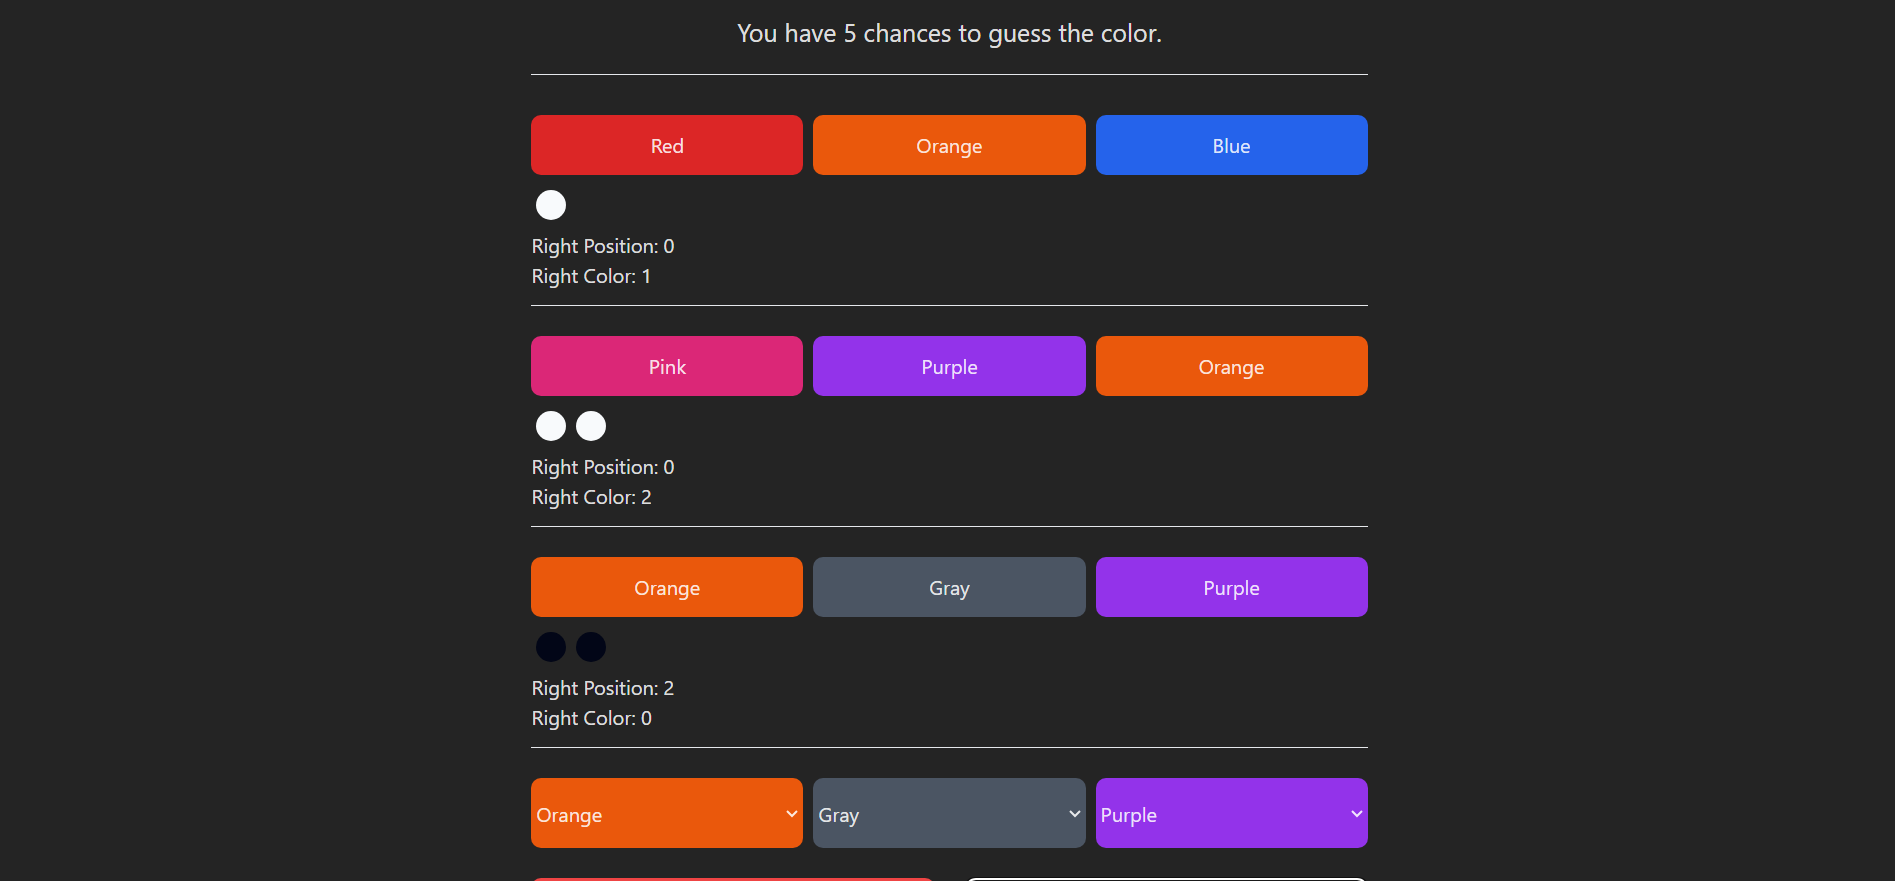 You have 5 chances to guess the color.
Red Orange Blue
Right Position: 0
Right Color: 1
Pink Purple Orange
Right Position: 0
Right Color: 2
Orange Gray Purple
Right Position: 2
Right Color: 0
Orange Gray Purple